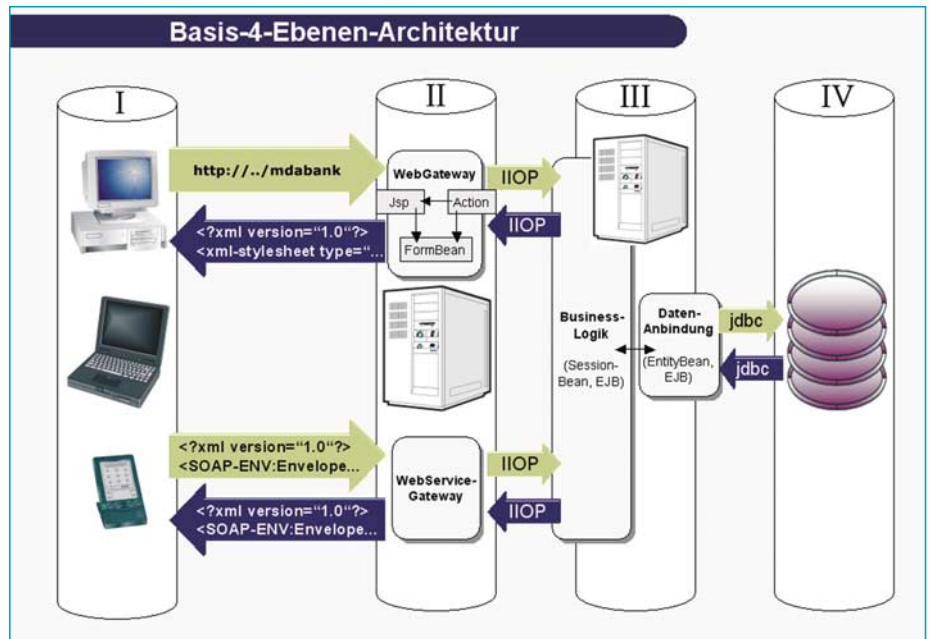 Basis-4-Ebenen-Architektur
I
II
III
IV
http://../mdabank
<?xml version="1.0“?>
<xml-stylesheet type=“...
WebGateway
Jsp
Action
FormBean
IIOP
IIOP
Business-
Logik
(Session-
Bean, EJB)
Daten-
Anbindung
(EntityBean,
EJB)
jdbc
jdbc
<?xml version=“1.0“?>
<SOAP-ENV:Envelope...
<?xml version=“1.0“?>
<SOAP-ENV:Envelope...
WebService-
Gateway
IIOP
IIOP